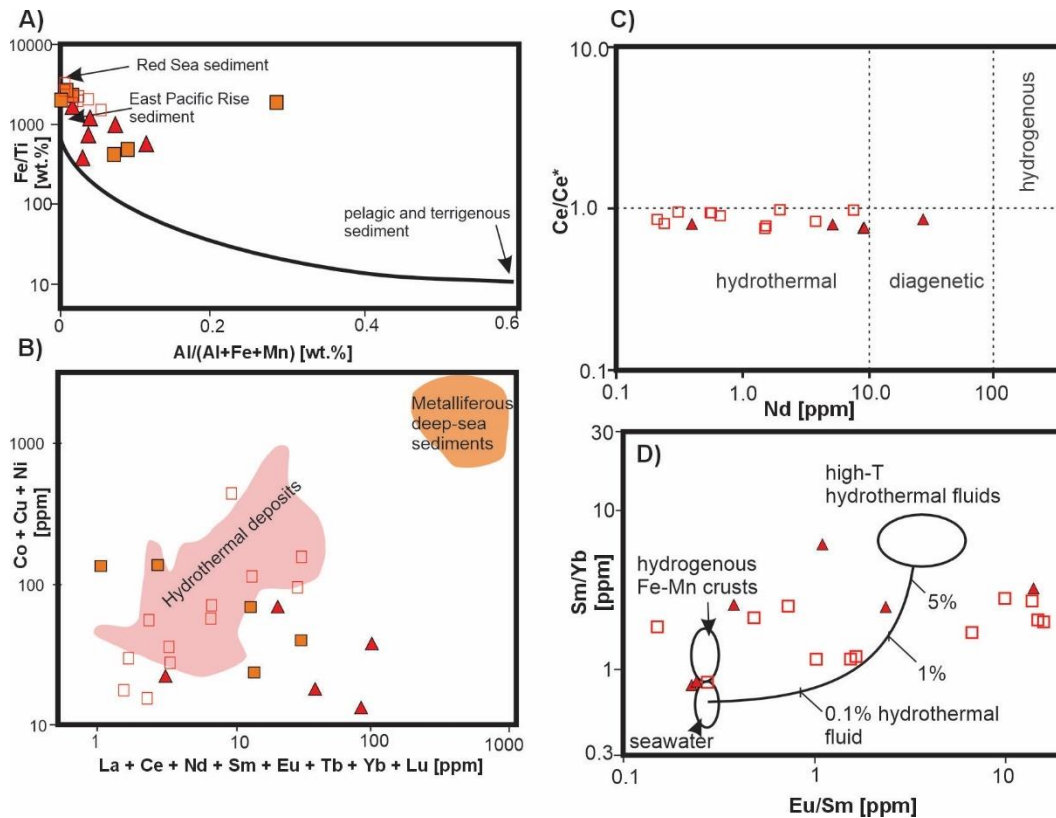 A)
10000
1000
100
10
Fe/Ti
[wt.%]
Red Sea sediment
East Pacific Rise
sediment
pelagic and terrigenous
sediment
0
0.2
0.4
0.6
Al/(Al+Fe+Mn) [wt.%]
B)
1000
100
10
Co + Cu + Ni
[ppm]
Metalliferous
deep-sea
sediments
Hydrothermal deposits
1
10
100
1000
La + Ce + Nd + Sm + Eu + Tb + Yb + Lu [ppm]
C)
10.0
1.0
0.1
Ce/Ce*
hydrogenous
hydrothermal
diagenetic
0.1
1.0
10.0
100
Nd [ppm]
D)
30
10
1
0.3
Sm/Yb
[ppm]
high-T
hydrothermal fluids
hydrogenous
Fe-Mn crusts
5%
1%
0.1% hydrothermal
fluid
seawater
0.1
1
10
Eu/Sm [ppm]